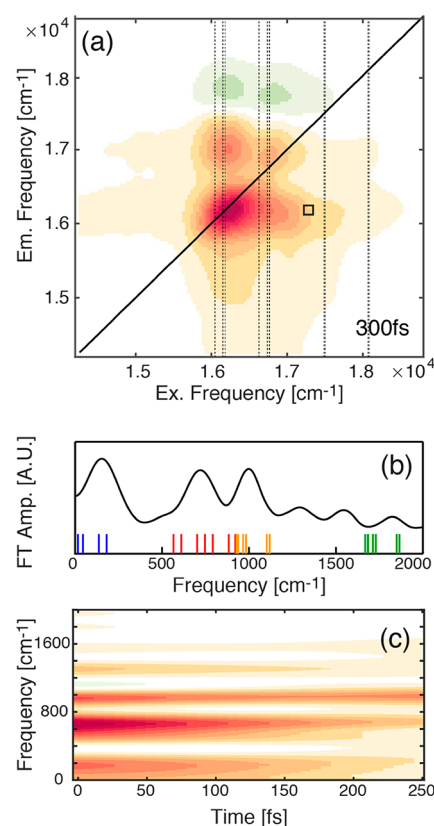 ×10⁴
(a)
1.8
1.7
1.6
1.5
Em. Frequency [cm-1]
300fs
1.5 1.6 1.7 1.8 ×10⁴
Ex. Frequency [cm-1]
(b)
FT Amp. [A.U.]
0 500 1000 1500 2000
Frequency [cm-1]
(c)
1600
800
0
Frequency [cm-1]
0 50 100 150 200 250
Time [fs]